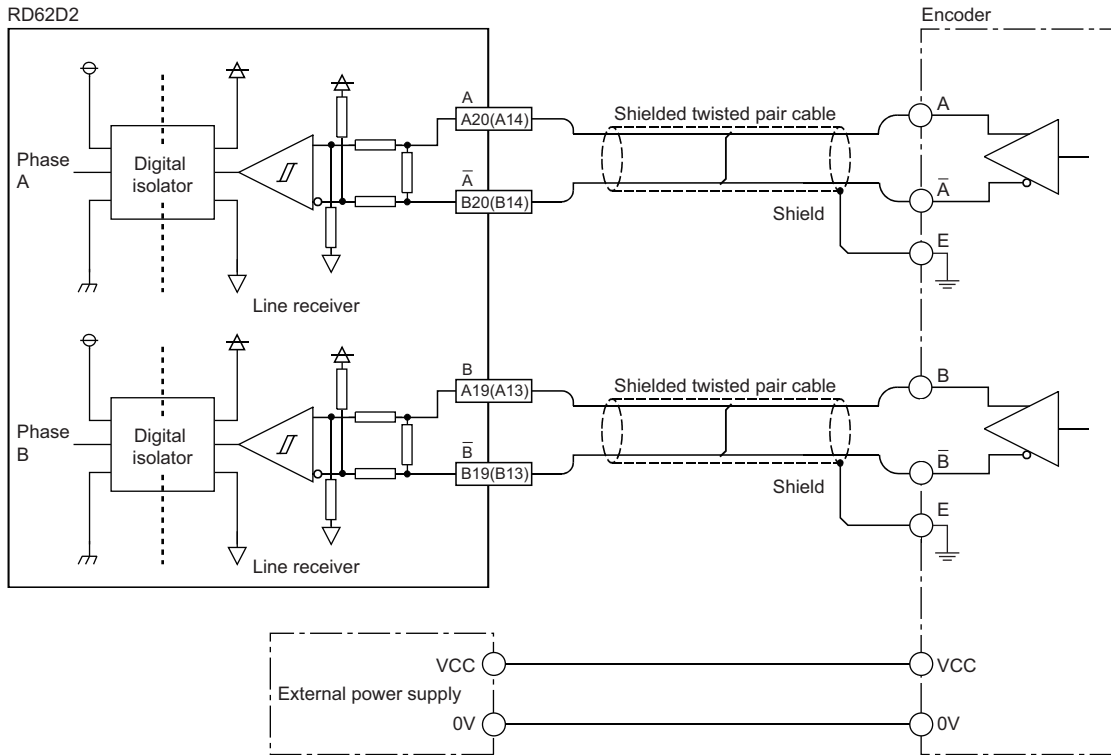 RD62D2
Encoder
A
A20(A14)
Shielded twisted pair cable
A
Phase
A
Digital
isolator
A̅
B20(B14)
A̅
Shield
E
Line receiver
B
A19(A13)
Shielded twisted pair cable
B
Phase
B
Digital
isolator
B̅
B19(B13)
B̅
Shield
E
Line receiver
VCC
VCC
External power supply
0V
0V